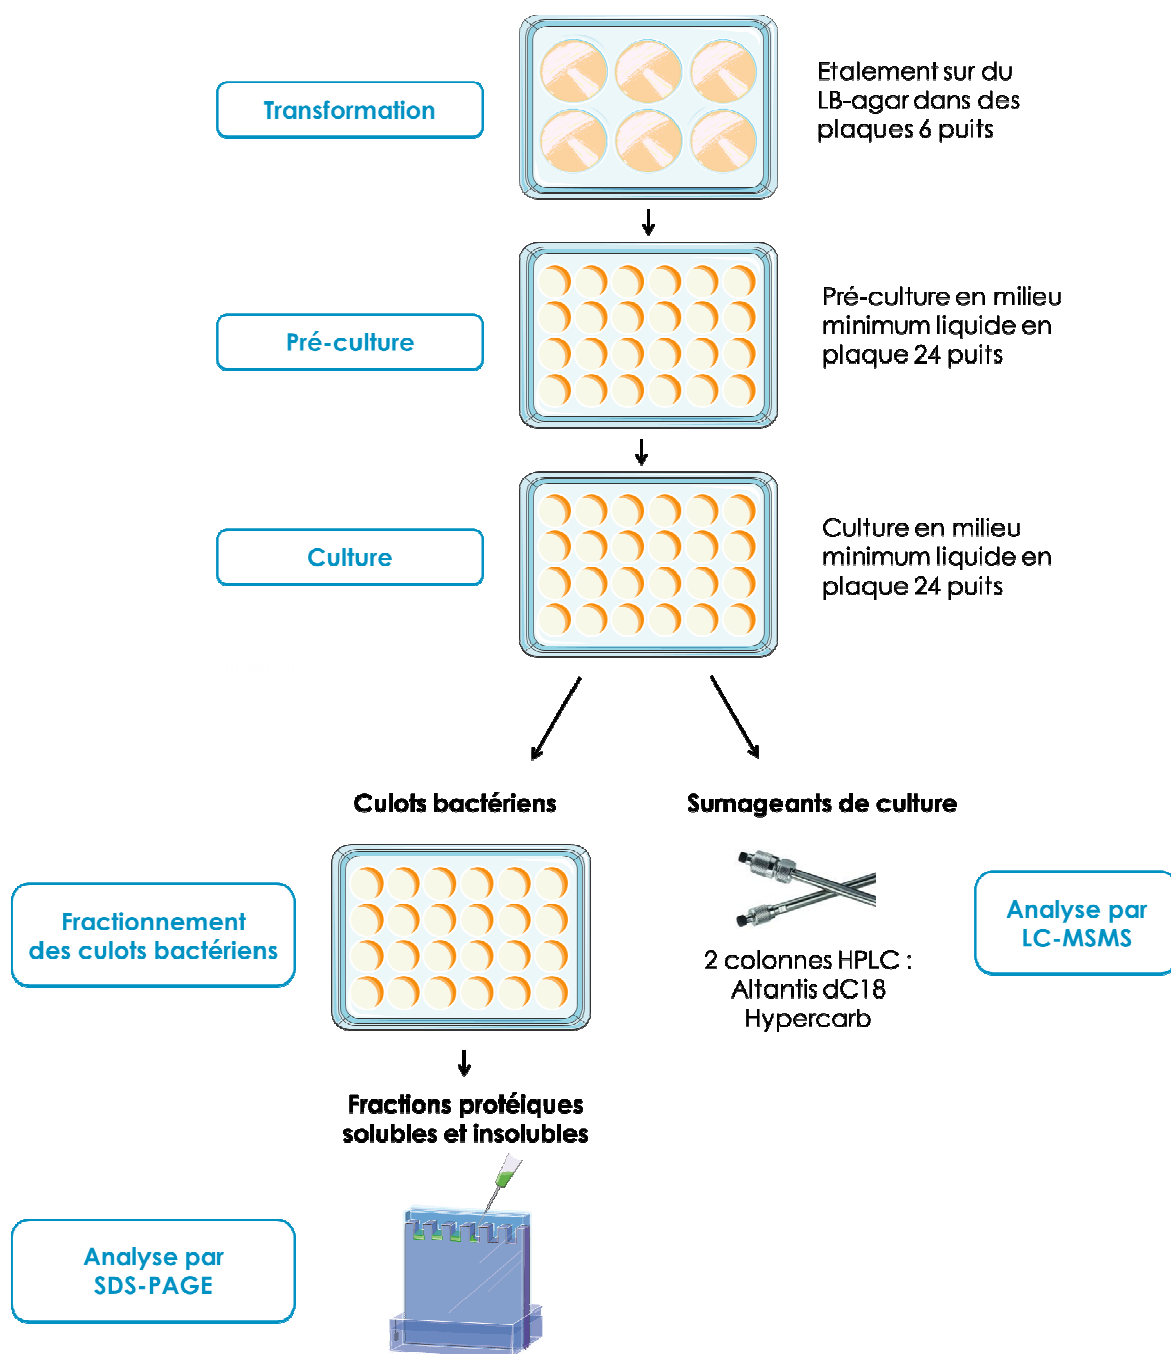 Transformation
Etalement sur du
LB-agar dans des
plaques 6 puits
Pré-culture
Pré-culture en milieu
minimum liquide en
plaque 24 puits
Culture
Culture en milieu
minimum liquide en
plaque 24 puits
Culots bactériens
Surnageants de culture
Fractionnement
des culots bactériens
2 colonnes HPLC :
Altantis dC18
Hypercarb
Analyse par
LC-MSMS
Fractions protéiques
solubles et insolubles
Analyse par
SDS-PAGE